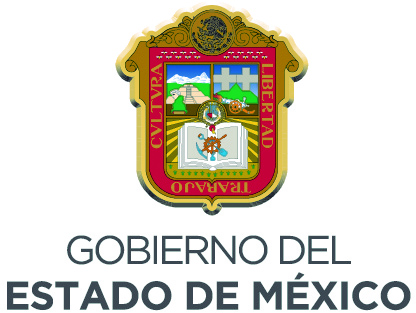 CVLTVRA
LIBERTAD
TRABAJO
GOBIERNO DEL
ESTADO DE MÉXICO